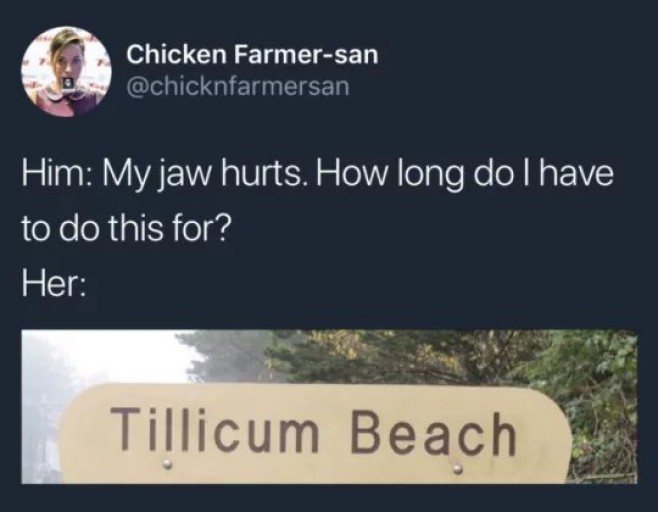 Chicken Farmer-san
@chicknfarmersan
Him: My jaw hurts. How long do I have
to do this for?
Her:
Tillicum Beach